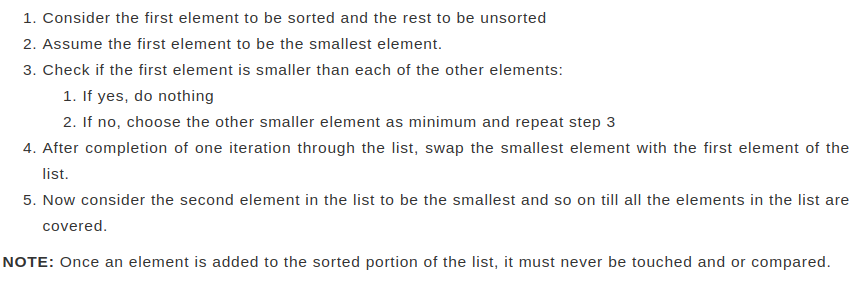 1. Consider the first element to be sorted and the rest to be unsorted
2. Assume the first element to be the smallest element.
3. Check if the first element is smaller than each of the other elements:
1. If yes, do nothing
2. If no, choose the other smaller element as minimum and repeat step 3
4. After completion of one iteration through the list, swap the smallest element with the first element of the
list.
5. Now consider the second element in the list to be the smallest and so on till all the elements in the list are
covered.
NOTE: Once an element is added to the sorted portion of the list, it must never be touched and or compared.